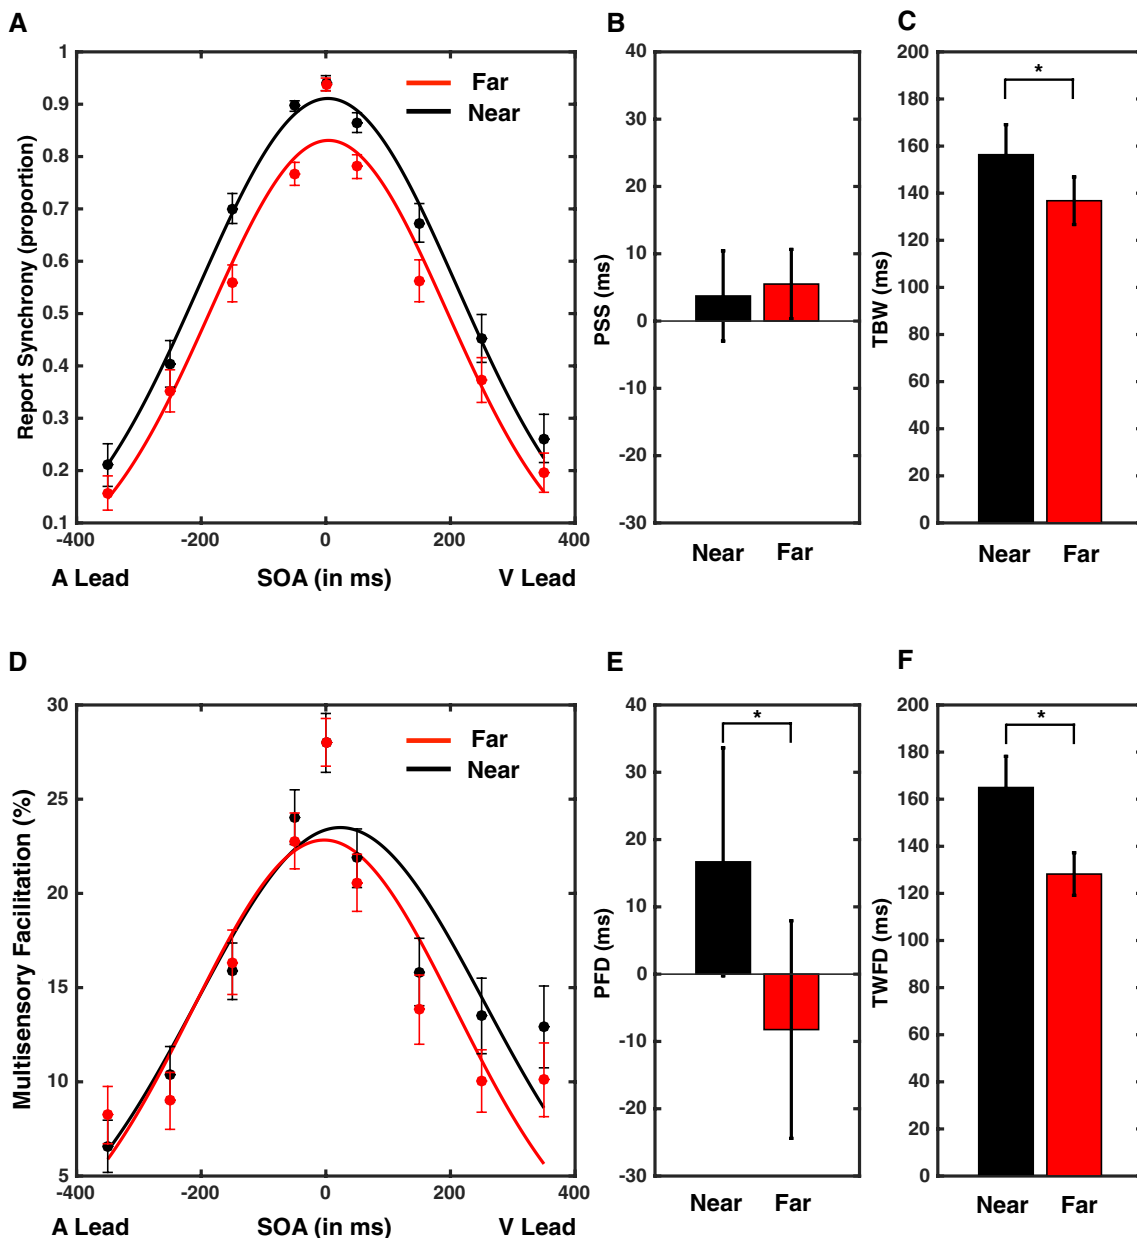 A
Report Synchrony (proportion)
1
0.9
0.8
0.7
0.6
0.5
0.4
0.3
0.2
0.1
Far
Near
-400 -200 0 200 400
A Lead SOA (in ms) V Lead
B
PSS (ms)
40
30
20
10
0
-10
-20
-30
Near Far
C
TBW (ms)
200
180
160
140
120
100
80
60
40
20
0
*
Near Far
D
Multisensory Facilitation (%)
30
25
20
15
10
5
Far
Near
-400 -200 0 200 400
A Lead SOA (in ms) V Lead
E
PFD (ms)
40
30
20
10
0
-10
-20
-30
*
Near Far
F
TWFD (ms)
200
180
160
140
120
100
80
60
40
20
0
*
Near Far